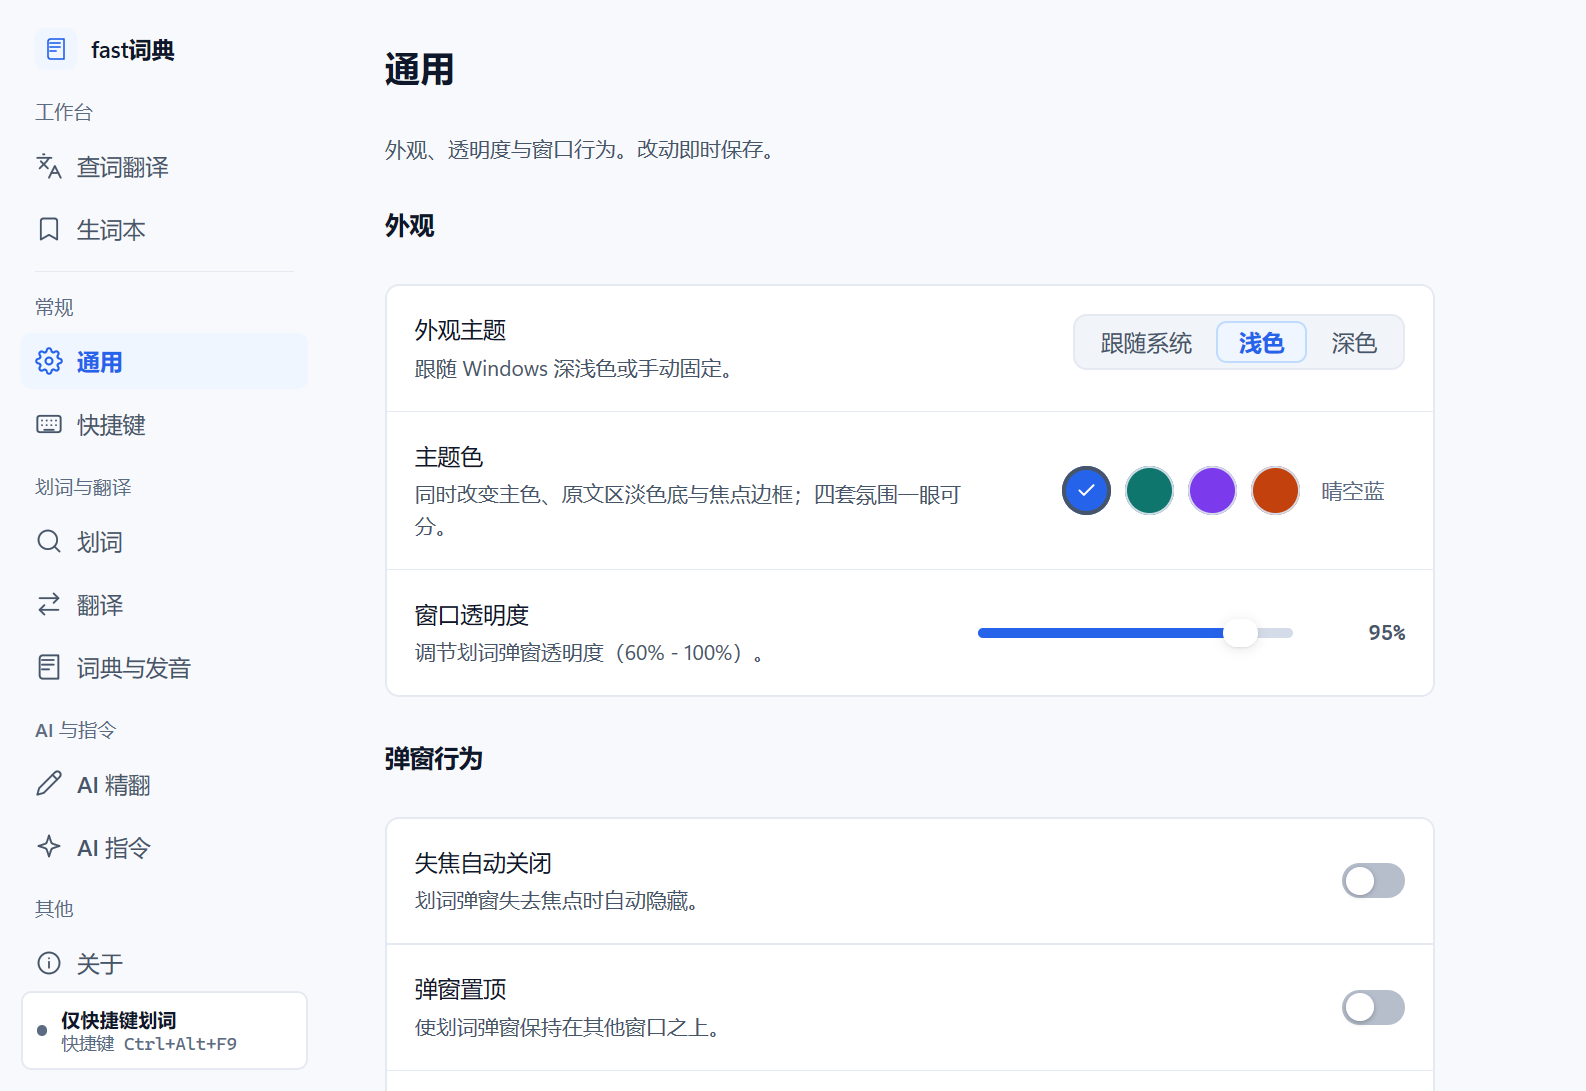 fast词典
工作台
查词翻译
生词本
常规
通用
快捷键
划词与翻译
划词
翻译
词典与发音
AI 与指令
AI 精翻
AI 指令
其他
关于
仅快捷键划词
快捷键 Ctrl+Alt+F9
通用
外观、透明度与窗口行为。改动即时保存。
外观
外观主题
跟随 Windows 深浅色或手动固定。
跟随系统 浅色 深色
主题色
同时改变主色、原文区淡色底与焦点边框；四套氛围一眼可
分。
晴空蓝
窗口透明度
调节划词弹窗透明度（60% - 100%）。
95%
弹窗行为
失焦自动关闭
划词弹窗失去焦点时自动隐藏。
弹窗置顶
使划词弹窗保持在其他窗口之上。